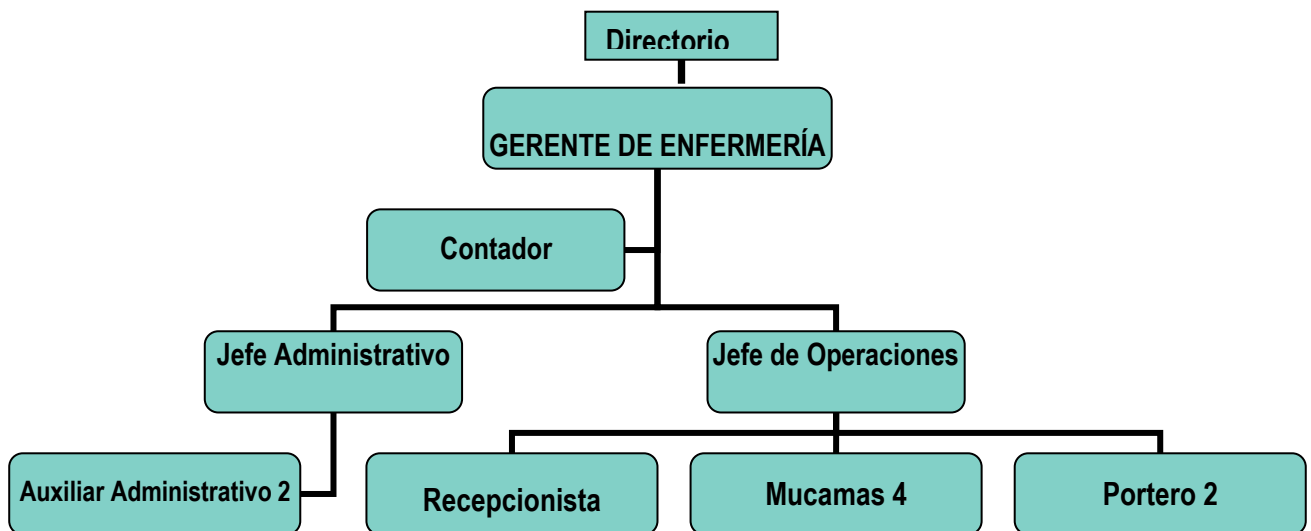 Directorio
GERENTE DE ENFERMERÍA
Contador
Jefe Administrativo
Jefe de Operaciones
Auxiliar Administrativo 2
Recepcionista
Mucamas 4
Portero 2